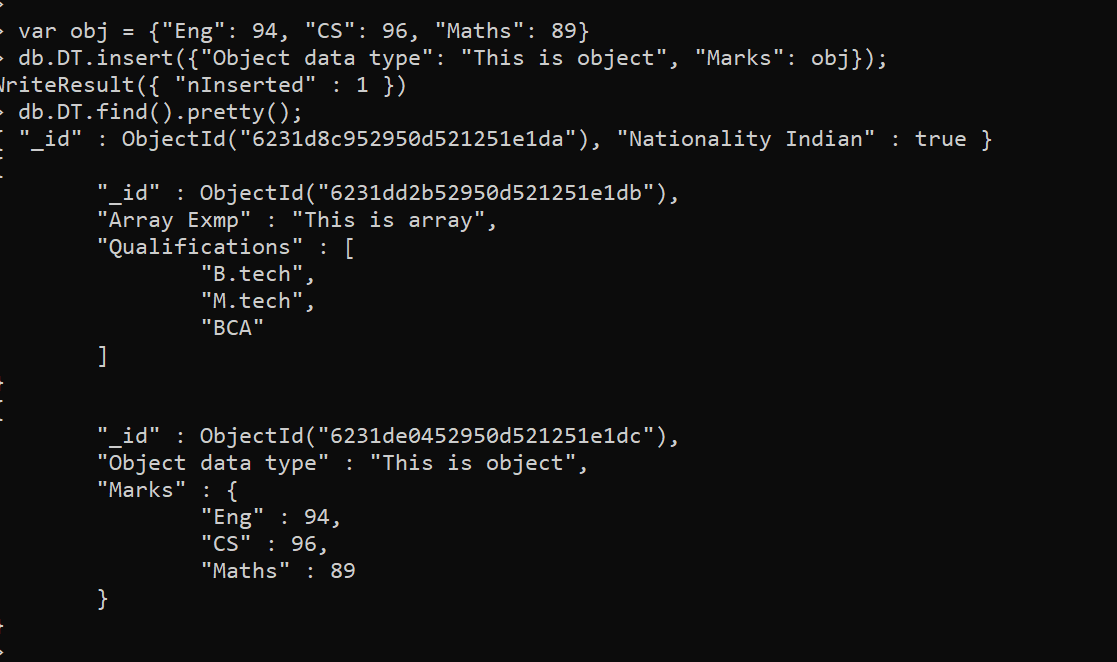 > var obj = {"Eng": 94, "CS": 96, "Maths": 89}
> db.DT.insert({"Object data type": "This is object", "Marks": obj});
WriteResult({ "nInserted" : 1 })
> db.DT.find().pretty();
{ "_id" : ObjectId("6231d8c952950d521251e1da"), "Nationality Indian" : true }
{
"_id" : ObjectId("6231dd2b52950d521251e1db"),
"Array Exmp" : "This is array",
"Qualifications" : [
"B.tech",
"M.tech",
"BCA"
]
}
{
"_id" : ObjectId("6231de0452950d521251e1dc"),
"Object data type" : "This is object",
"Marks" : {
"Eng" : 94,
"CS" : 96,
"Maths" : 89
}
}
>